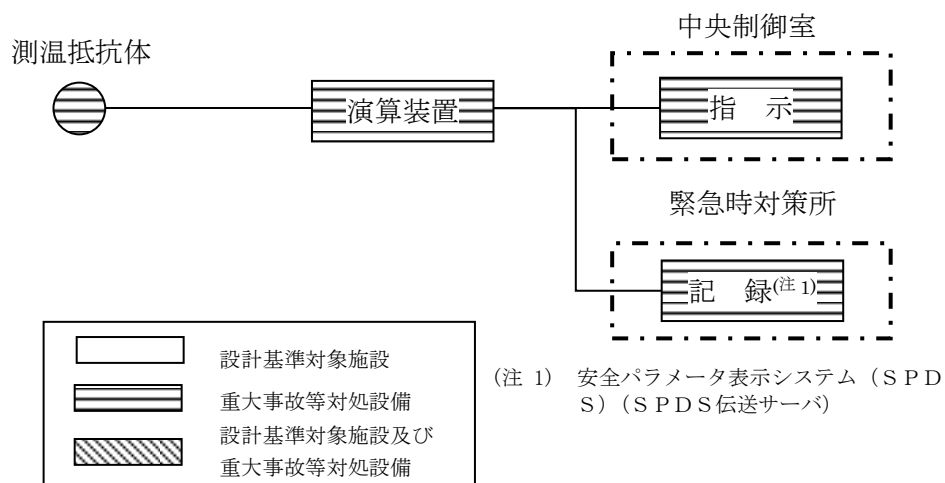 中央制御室
測温抵抗体
演算装置
指　示
緊急時対策所
記　録(注 1)
設計基準対象施設
重大事故等対処設備
設計基準対象施設及び
重大事故等対処設備
(注 1)　安全パラメータ表示システム（ＳＰＤ
Ｓ）（ＳＰＤＳ伝送サーバ）